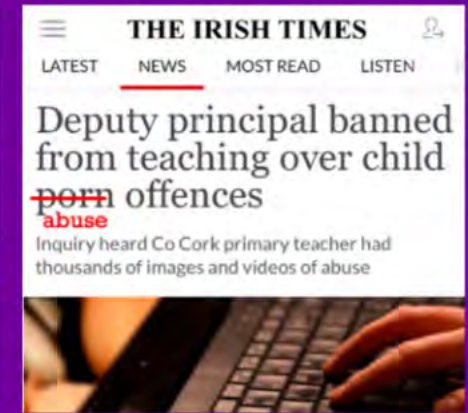 THE IRISH TIMES
LATEST NEWS MOST READ LISTEN
Deputy principal banned
from teaching over child
porn offences
abuse
Inquiry heard Co Cork primary teacher had
thousands of images and videos of abuse